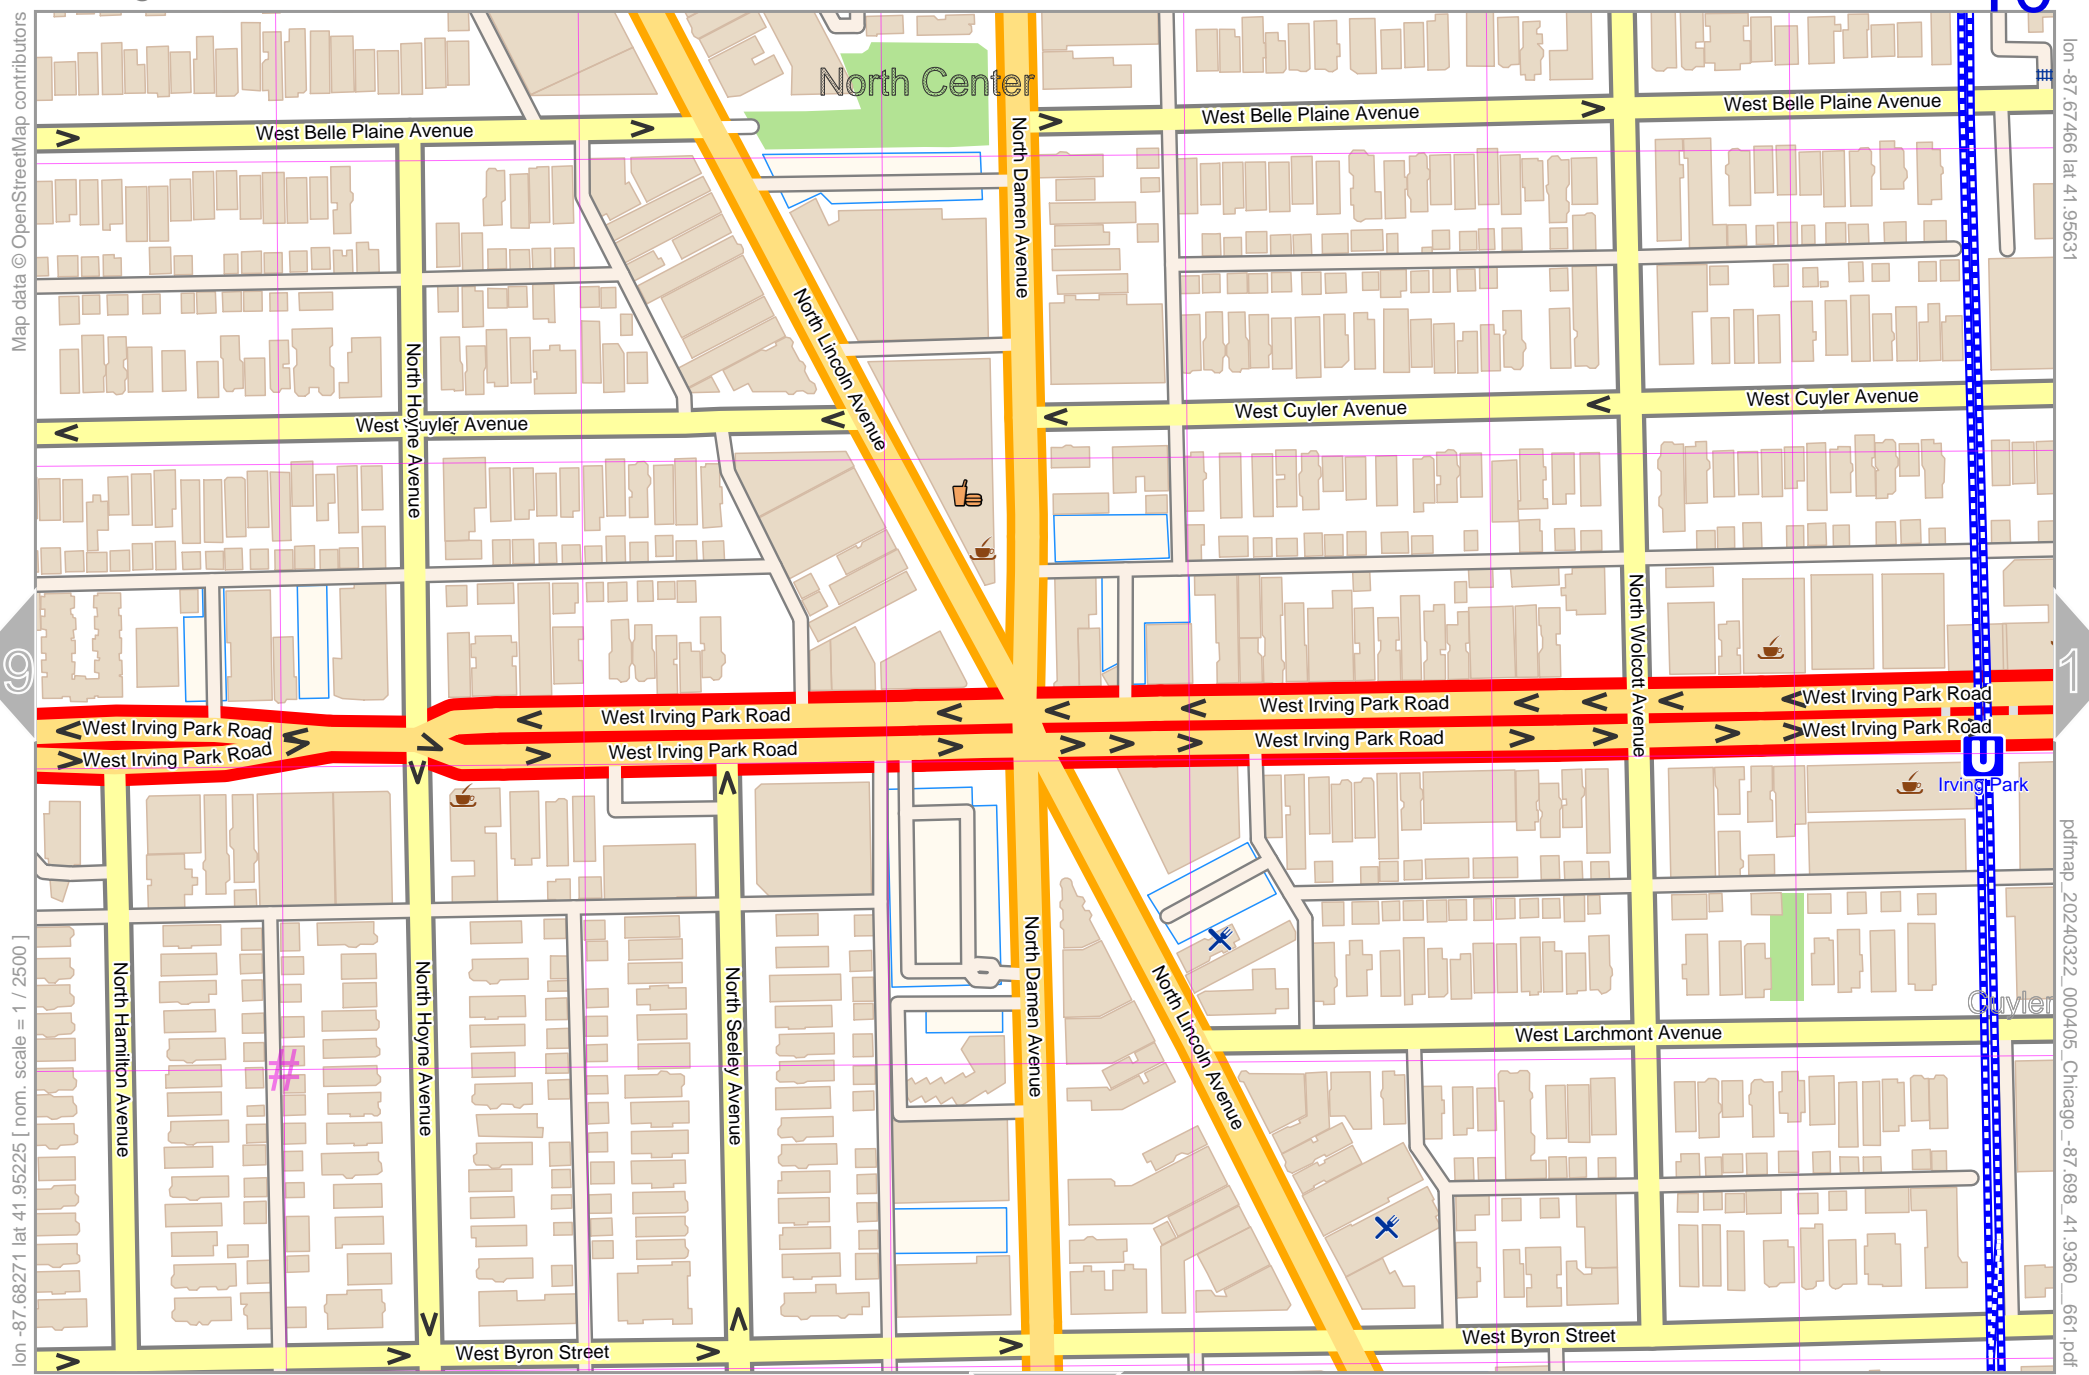 Map data © OpenStreetMap contributors
lon -87.67466 lat 41.95631
North Center
West Belle Plaine Avenue
West Belle Plaine Avenue
West Belle Plaine Avenue
North Damen Avenue
North Lincoln Avenue
North Hoyne Avenue
West Cuyler Avenue
West Cuyler Avenue
West Cuyler Avenue
North Wolcott Avenue
9
1
West Irving Park Road
West Irving Park Road
West Irving Park Road
West Irving Park Road
West Irving Park Road
West Irving Park Road
West Irving Park Road
West Irving Park Road
U
Irving Park
North Hamilton Avenue
North Hoyne Avenue
North Seeley Avenue
North Damen Avenue
North Lincoln Avenue
Cuyler
West Larchmont Avenue
#
West Byron Street
West Byron Street
lon -87.68271 lat 41.95225 [ nom. scale = 1 / 2500 ]
pdfmap_20240322_000405_Chicago_-87.698_41.9360__661.pdf